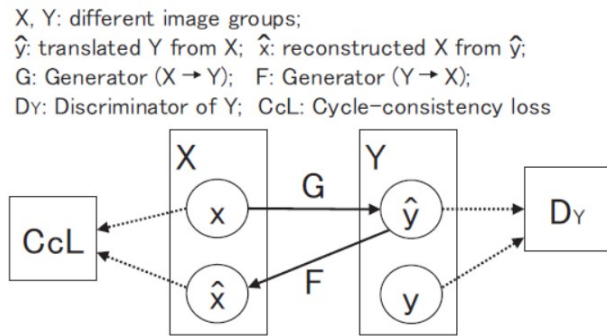 X, Y: different image groups;
ŷ: translated Y from X; x̂: reconstructed X from ŷ;
G: Generator (X → Y); F: Generator (Y → X);
DY: Discriminator of Y; CcL: Cycle-consistency loss
X
Y
G
x
ŷ
DY
CcL
x̂
F
y